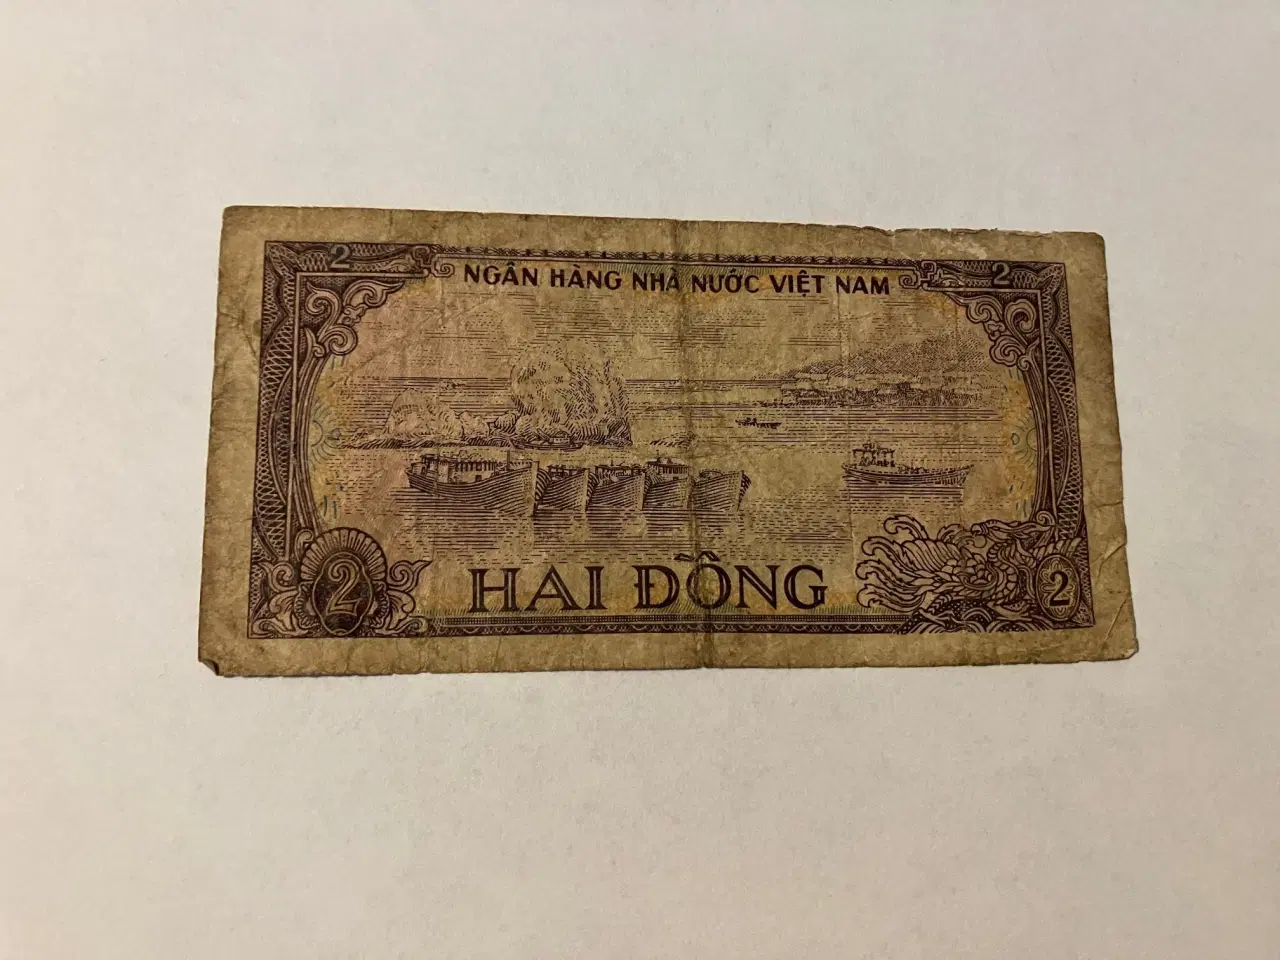 2 2
NGÂN HÀNG NHÀ NƯỚC VIỆT NAM
HAI ĐỒNG
2 2